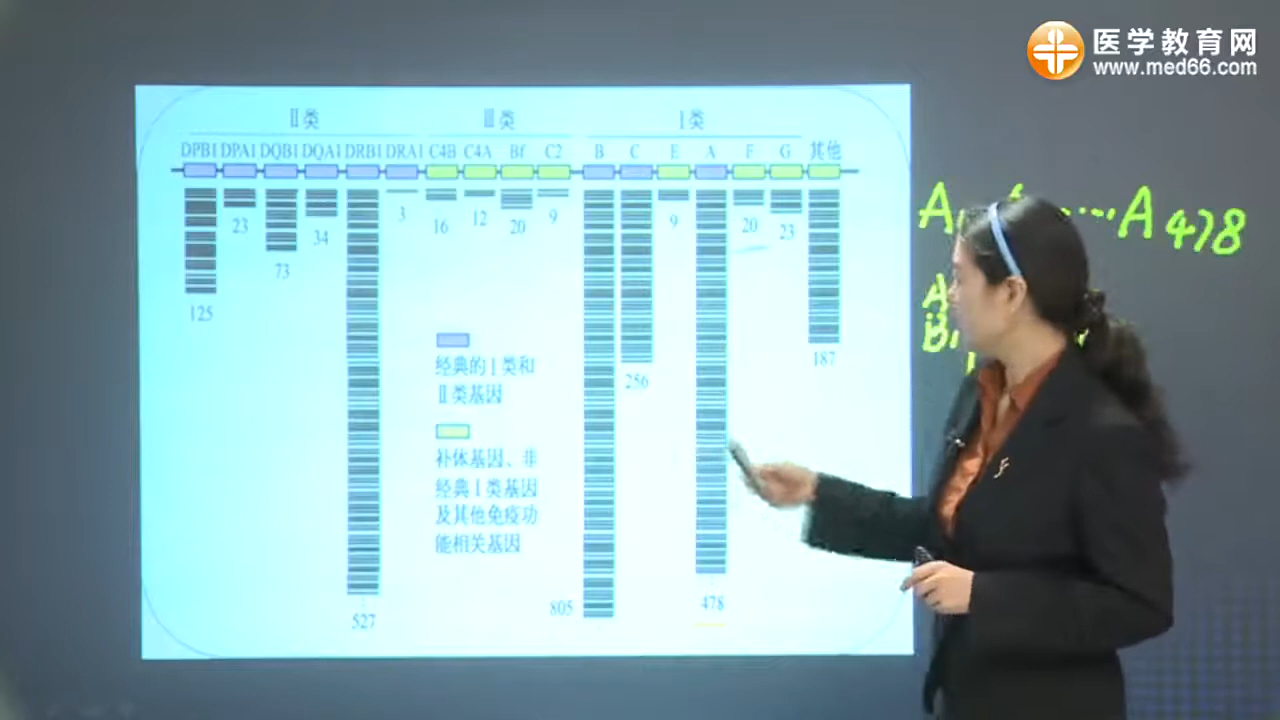 医学教育网
www.med66.com
Ⅱ类 Ⅲ类 Ⅰ类
DPB1 DPA1 DQB1 DQA1 DRB1 DRA1 C4B C4A Bf C2 B C E A F G 其他
125 23 73 34 527 3 16 12 20 9 805 256 9 478 20 23 187
经典的Ⅰ类和
Ⅱ类基因
补体基因、非
经典Ⅰ类基因
及其他免疫功
能相关基因
A ... A 478
A
B